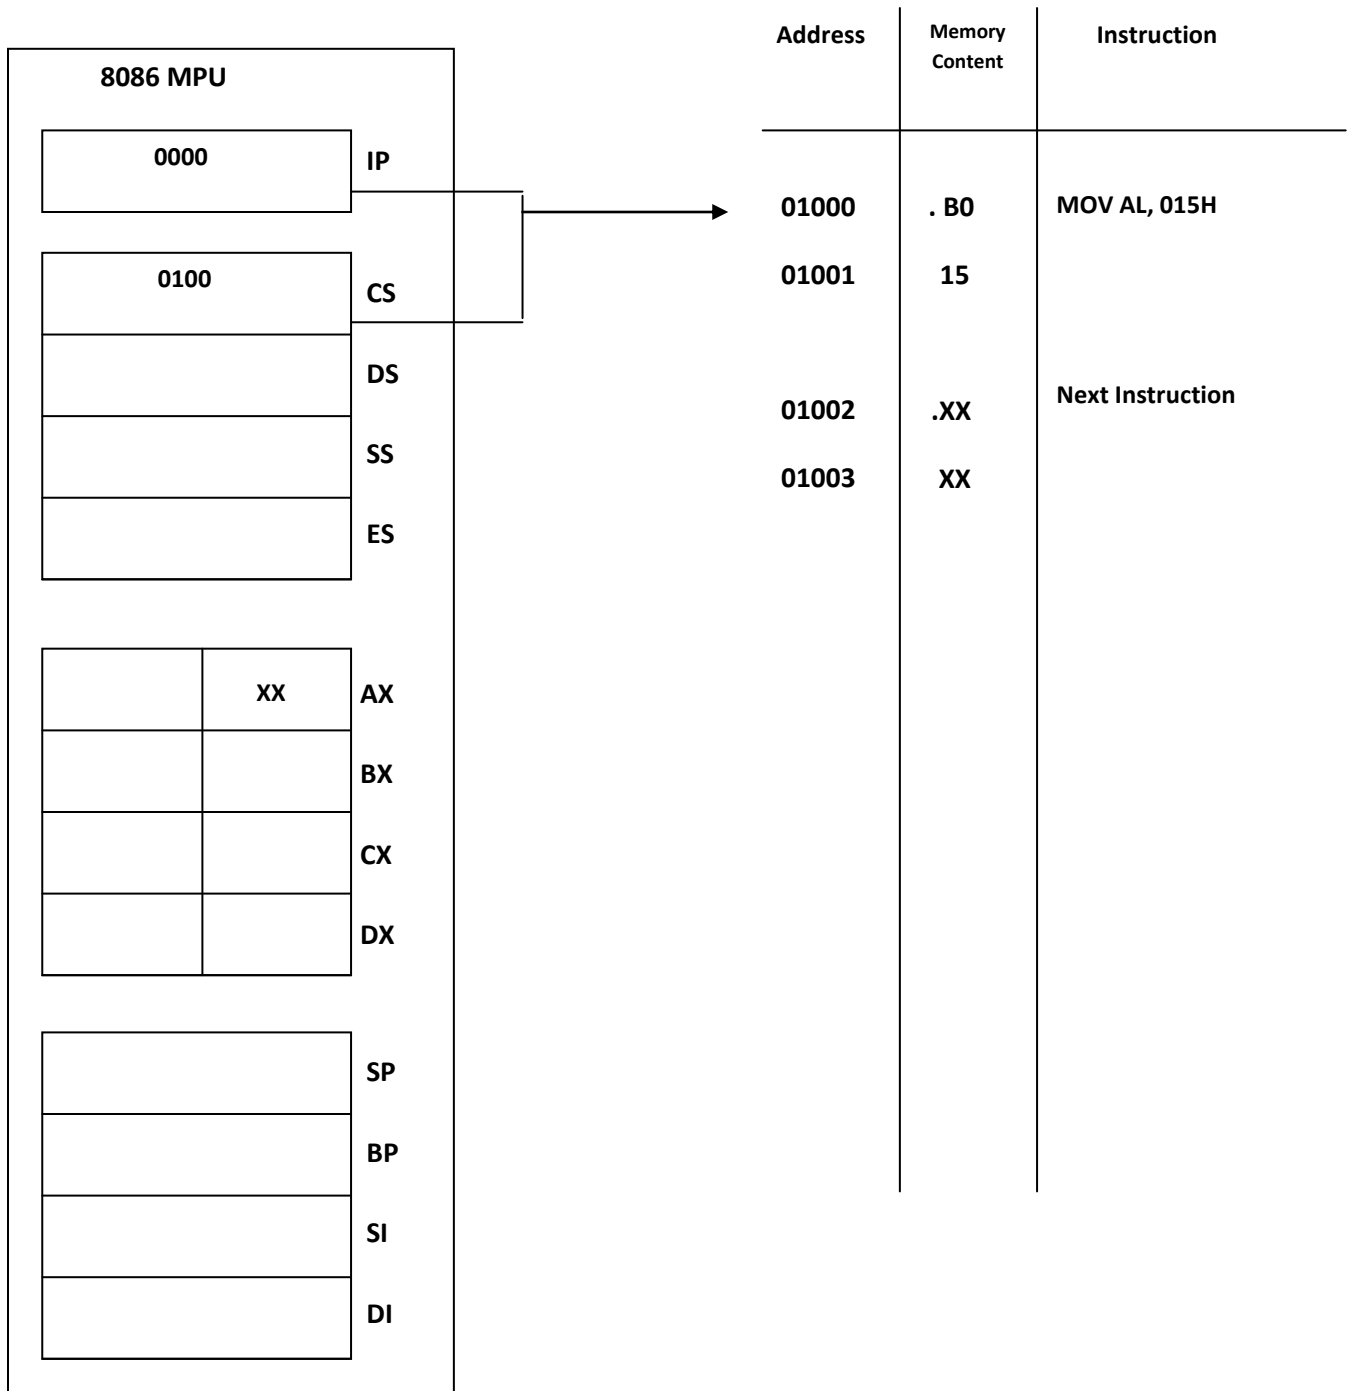 8086 MPU
0000
IP
0100
CS
DS
SS
ES
XX
AX
BX
CX
DX
SP
BP
SI
DI
Address
Memory
Content
Instruction
01000
. B0
MOV AL, 015H
01001
15
01002
.XX
Next Instruction
01003
XX